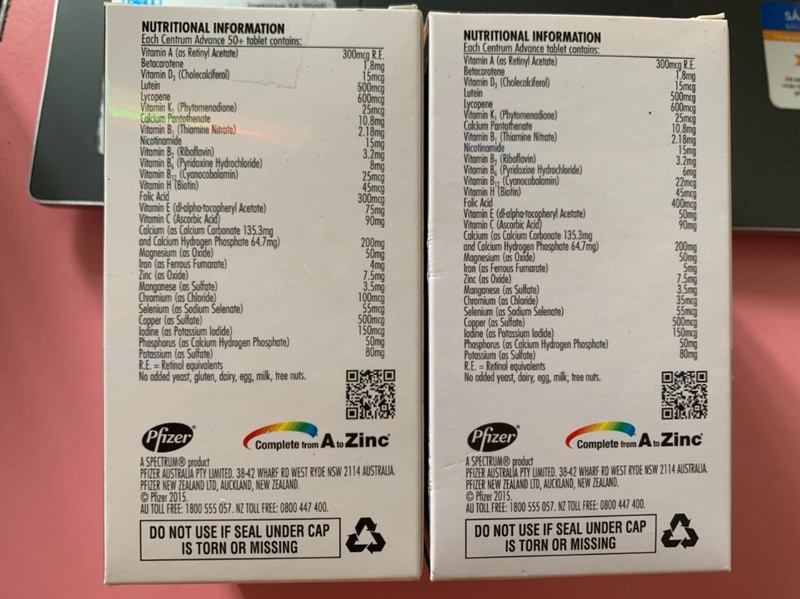 NUTRITIONAL INFORMATION
Each Centrum Advance 50+ tablet contains:
Vitamin A (as Retinyl Acetate) 300mcg R.E.
Betacarotene 1.8mg
Vitamin D₃ (Cholecalciferol) 15mcg
Lutein 500mcg
Lycopene 600mcg
Vitamin K₁ (Phytomenadione) 25mcg
Calcium Pantothenate 10.8mg
Vitamin B₁ (Thiamine Nitrate) 2.18mg
Nicotinamide 15mg
Vitamin B₂ (Riboflavin) 3.2mg
Vitamin B₆ (Pyridoxine Hydrochloride) 8mg
Vitamin B₁₂ (Cyanocobalamin) 25mcg
Vitamin H (Biotin) 45mcg
Folic Acid 300mcg
Vitamin E (dl-alpha-tocopheryl Acetate) 75mg
Vitamin C (Ascorbic Acid) 90mg
Calcium (as Calcium Carbonate 135.3mg
and Calcium Hydrogen Phosphate 64.7mg) 200mg
Magnesium (as Oxide) 50mg
Iron (as Ferrous Fumarate) 4mg
Zinc (as Oxide) 7.5mg
Manganese (as Sulfate) 3.5mg
Chromium (as Chloride) 100mcg
Selenium (as Sodium Selenate) 55mcg
Copper (as Sulfate) 500mcg
Iodine (as Potassium Iodide) 150mcg
Phosphorus (as Calcium Hydrogen Phosphate) 50mg
Potassium (as Sulfate) 80mg
R.E. = Retinol equivalents
No added yeast, gluten, dairy, egg, milk, tree nuts.
Pfizer
Complete from A to Zinc
A SPECTRUM® product
PFIZER AUSTRALIA PTY LIMITED. 38-42 WHARF RD WEST RYDE NSW 2114 AUSTRALIA.
PFIZER NEW ZEALAND LTD, AUCKLAND, NEW ZEALAND.
© Pfizer 2015.
AU TOLL FREE: 1800 555 057. NZ TOLL FREE: 0800 447 400.
DO NOT USE IF SEAL UNDER CAP
IS TORN OR MISSING
NUTRITIONAL INFORMATION
Each Centrum Advance tablet contains:
Vitamin A (as Retinyl Acetate) 300mcg R.E.
Betacarotene 1.8mg
Vitamin D₃ (Cholecalciferol) 15mcg
Lutein 500mcg
Lycopene 600mcg
Vitamin K₁ (Phytomenadione) 25mcg
Calcium Pantothenate 10.8mg
Vitamin B₁ (Thiamine Nitrate) 2.18mg
Nicotinamide 15mg
Vitamin B₂ (Riboflavin) 3.2mg
Vitamin B₆ (Pyridoxine Hydrochloride) 6mg
Vitamin B₁₂ (Cyanocobalamin) 22mcg
Vitamin H (Biotin) 45mcg
Folic Acid 400mcg
Vitamin E (dl-alpha-tocopheryl Acetate) 50mg
Vitamin C (Ascorbic Acid) 90mg
Calcium (as Calcium Carbonate 135.3mg
and Calcium Hydrogen Phosphate 64.7mg) 200mg
Magnesium (as Oxide) 50mg
Iron (as Ferrous Fumarate) 5mg
Zinc (as Oxide) 7.5mg
Manganese (as Sulfate) 3.5mg
Chromium (as Chloride) 35mcg
Selenium (as Sodium Selenate) 55mcg
Copper (as Sulfate) 500mcg
Iodine (as Potassium Iodide) 150mcg
Phosphorus (as Calcium Hydrogen Phosphate) 50mg
Potassium (as Sulfate) 80mg
R.E. = Retinol equivalents
No added yeast, dairy, egg, milk, tree nuts.
Pfizer
Complete from A to Zinc
A SPECTRUM® product
PFIZER AUSTRALIA PTY LIMITED. 38-42 WHARF RD WEST RYDE NSW 2114 AUSTRALIA.
PFIZER NEW ZEALAND LTD, AUCKLAND, NEW ZEALAND.
© Pfizer 2015.
AU TOLL FREE: 1800 555 057. NZ TOLL FREE: 0800 447 400.
DO NOT USE IF SEAL UNDER CAP
IS TORN OR MISSING